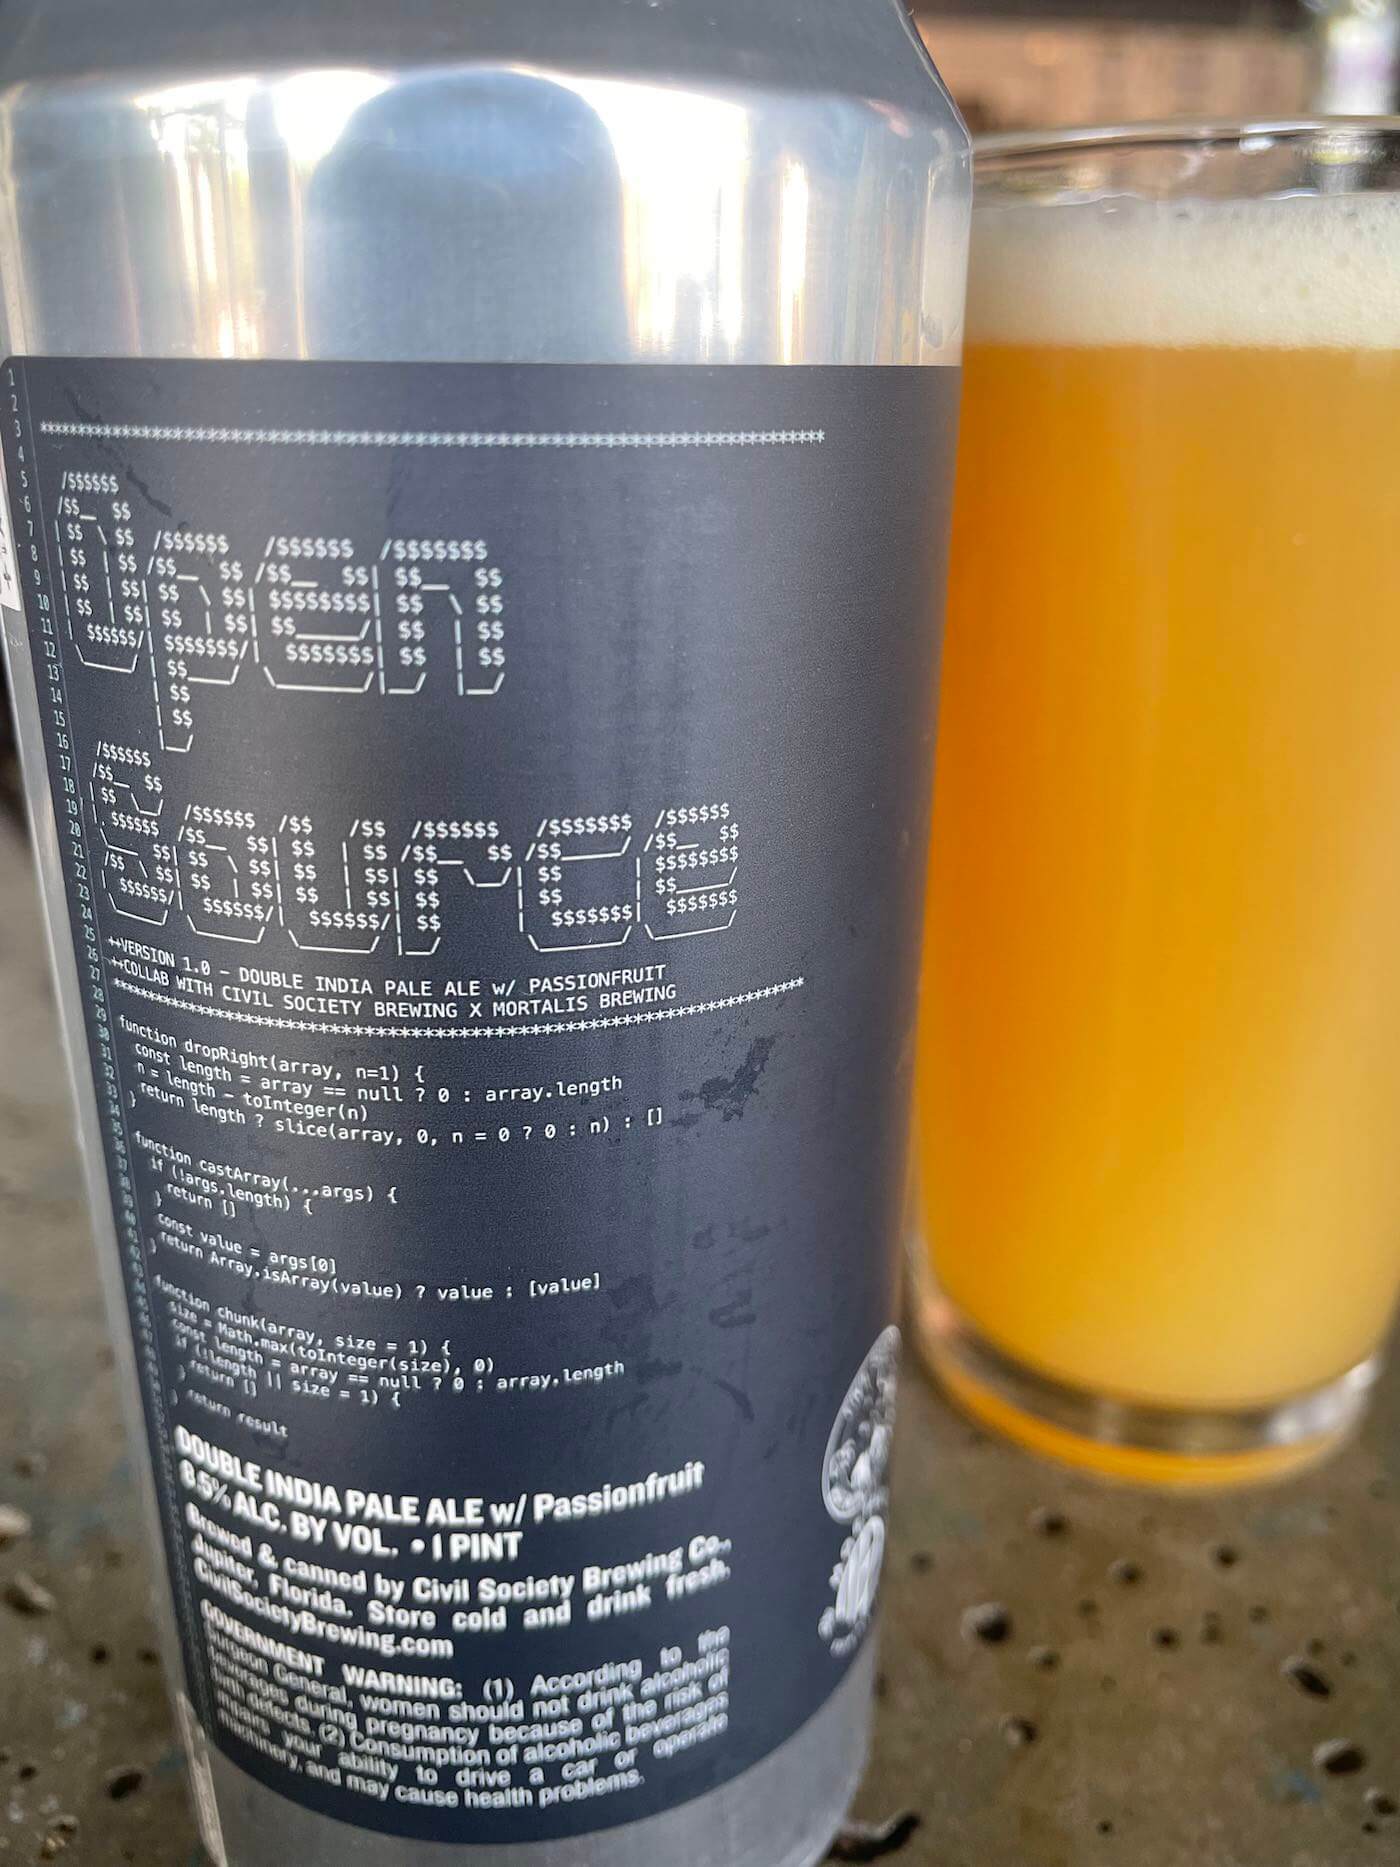 ***********************************************************************
Open
Source
++VERSION 1.0 - DOUBLE INDIA PALE ALE w/ PASSIONFRUIT
++COLLAB WITH CIVIL SOCIETY BREWING X MORTALIS BREWING
***********************************************************************
function dropRight(array, n=1) {
const length = array == null ? 0 : array.length
n = length - toInteger(n)
return length ? slice(array, 0, n = 0 ? 0 : n) : []
}
function castArray(...args) {
if (!args.length) {
return []
}
const value = args[0]
return Array.isArray(value) ? value : [value]
}
function chunk(array, size = 1) {
size = Math.max(toInteger(size), 0)
const length = array == null ? 0 : array.length
if (!length || size = 1) {
return []
}
return result
DOUBLE INDIA PALE ALE w/ Passionfruit
8.5% ALC. BY VOL. • 1 PINT
Brewed & canned by Civil Society Brewing Co.,
Jupiter, Florida. Store cold and drink fresh.
CivilSocietyBrewing.com
GOVERNMENT WARNING: (1) According to the
Surgeon General, women should not drink alcoholic
beverages during pregnancy because of the risk of
birth defects. (2) Consumption of alcoholic beverages
impairs your ability to drive a car or operate
machinery, and may cause health problems.